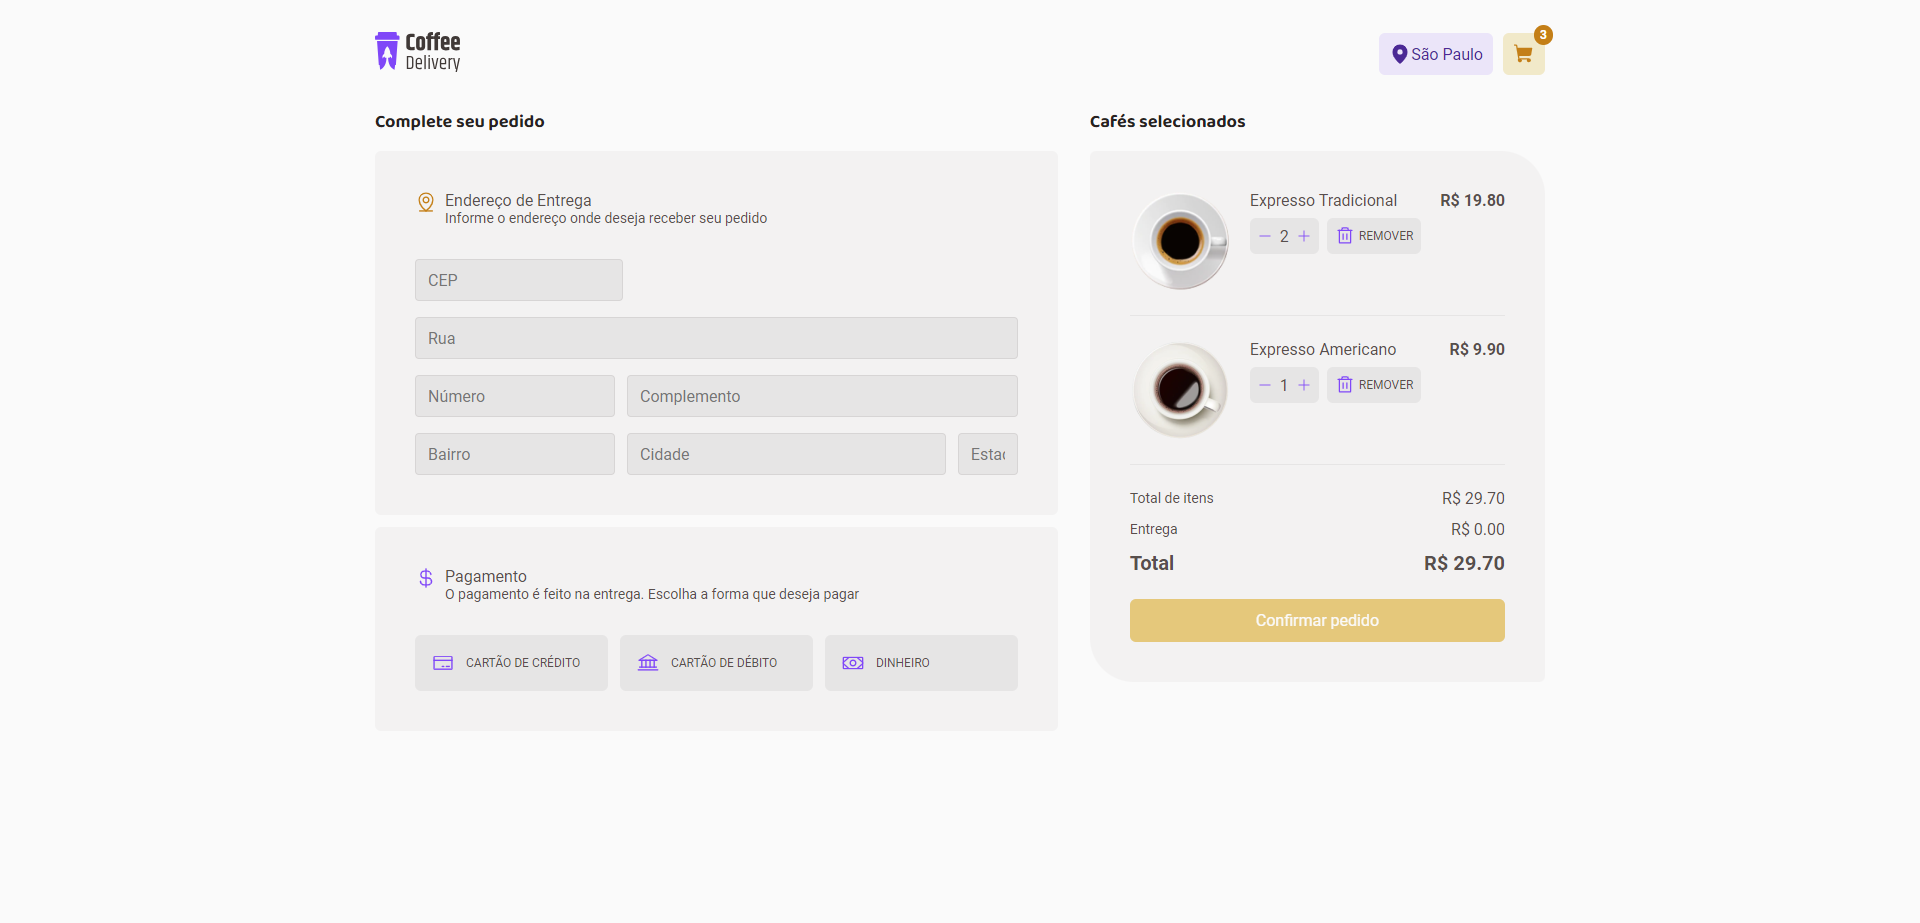 Coffee
Delivery
São Paulo
3
Complete seu pedido
Endereço de Entrega
Informe o endereço onde deseja receber seu pedido
CEP
Rua
Número
Complemento
Bairro
Cidade
Estad
Pagamento
O pagamento é feito na entrega. Escolha a forma que deseja pagar
CARTÃO DE CRÉDITO
CARTÃO DE DÉBITO
DINHEIRO
Cafés selecionados
Expresso Tradicional R$ 19.80
2 REMOVER
Expresso Americano R$ 9.90
1 REMOVER
Total de itens R$ 29.70
Entrega R$ 0.00
Total R$ 29.70
Confirmar pedido